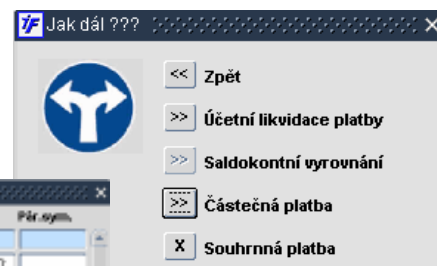 Jak dál ???
<< Zpět
>> Účetní likvidace platby
>> Saldokontní vyrovnání
>> Částečná platba
X Souhrnná platba
Pár.sym.